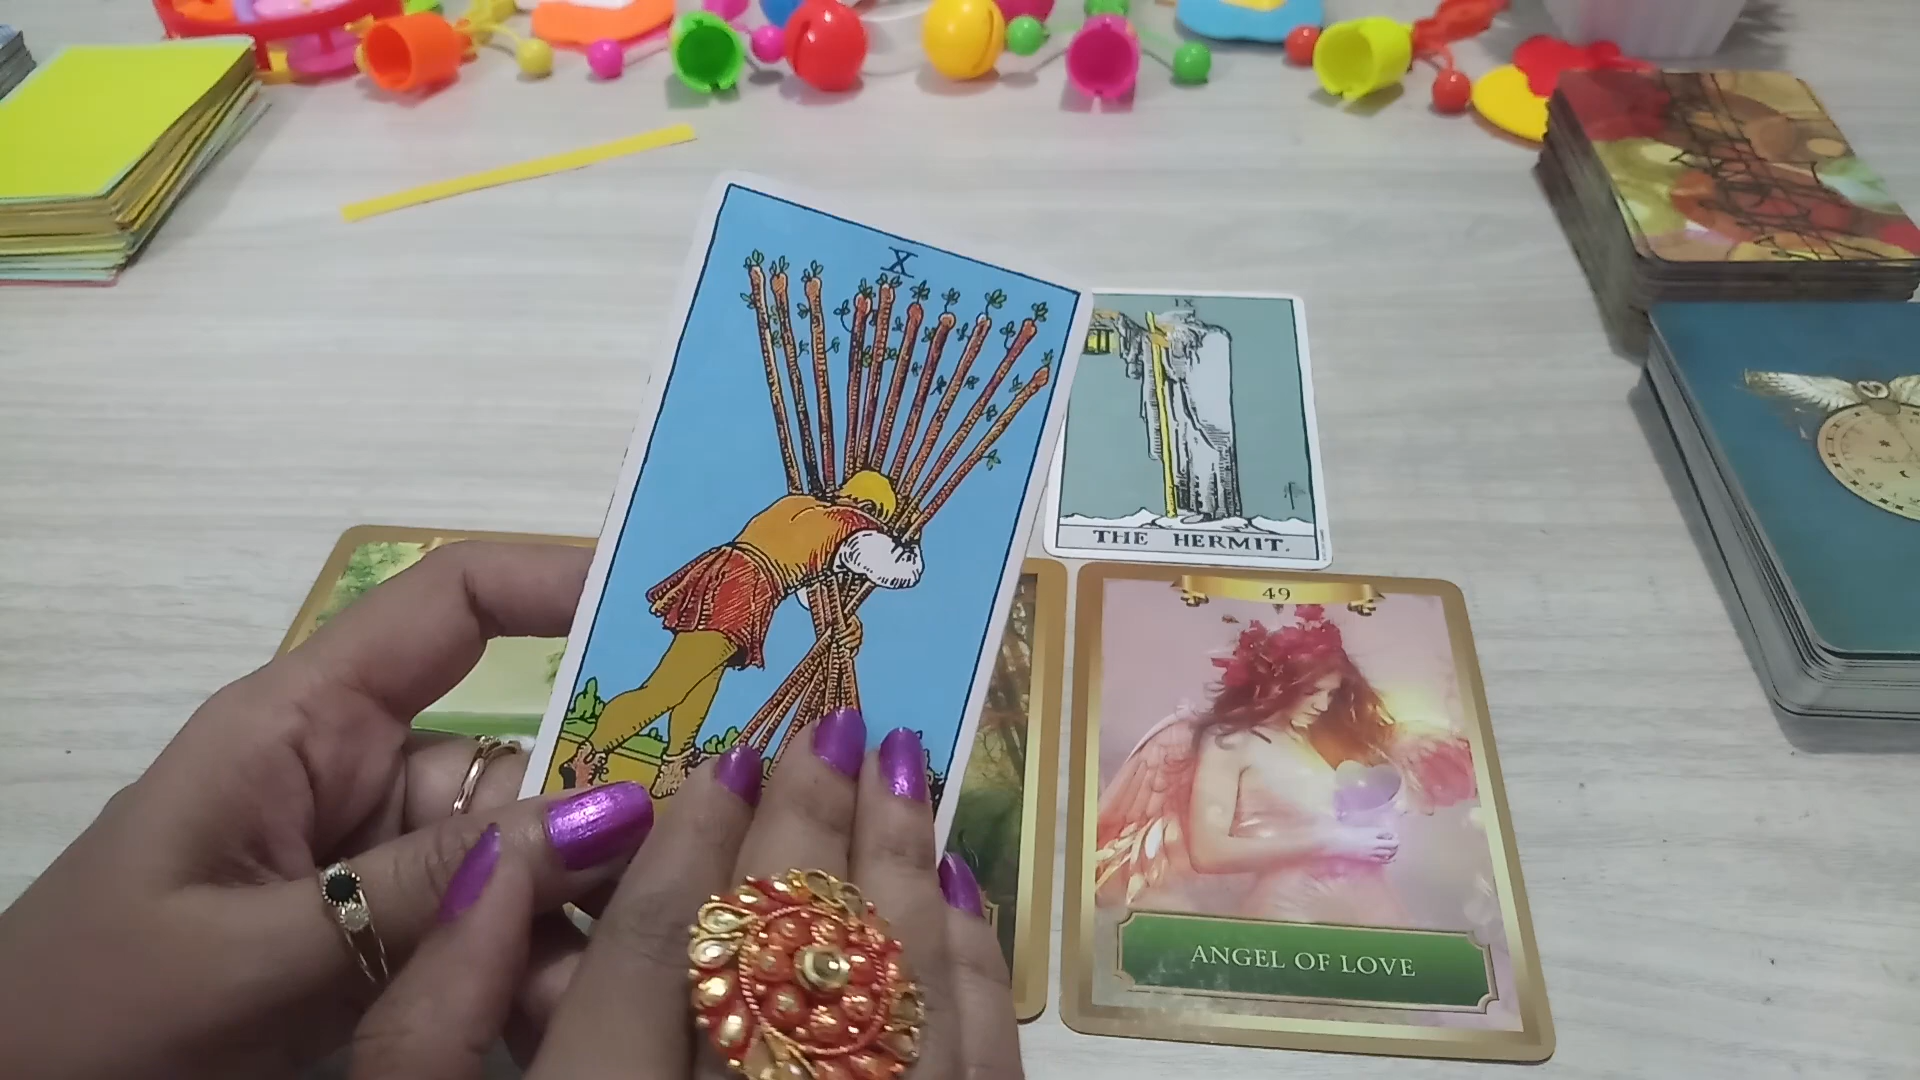 X
IX
THE HERMIT.
49
ANGEL OF LOVE